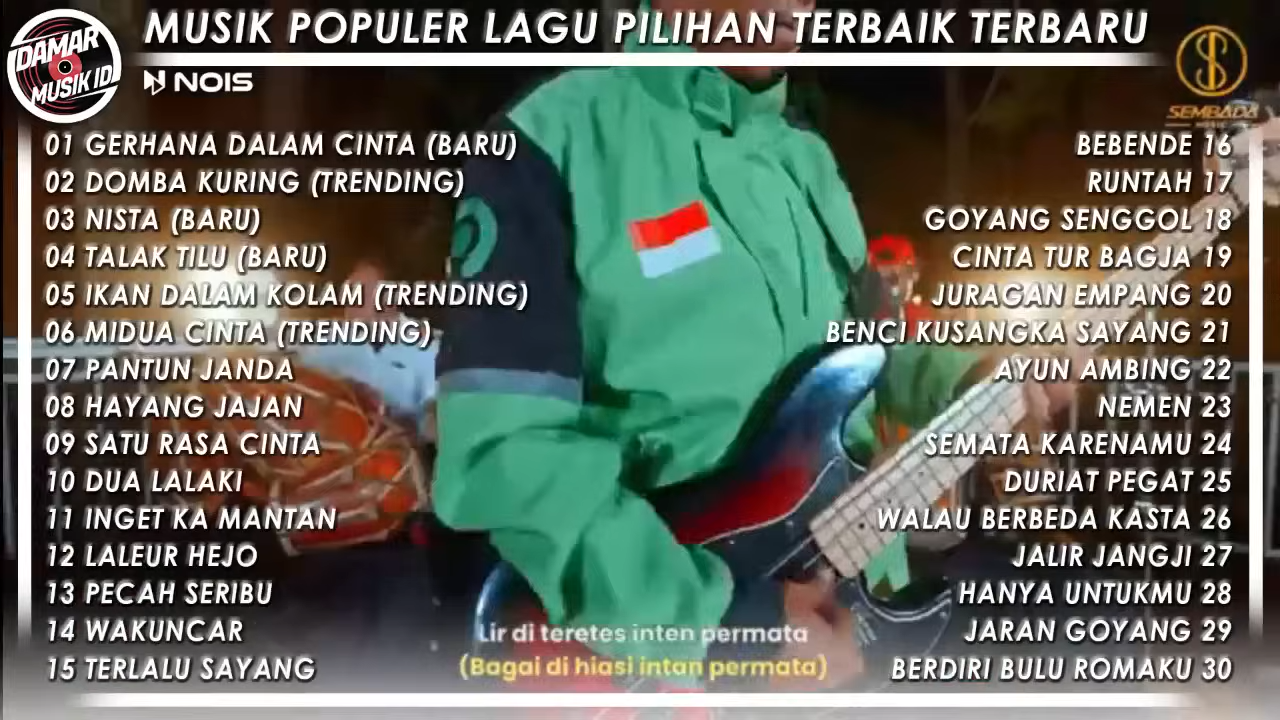 DAMAR
MUSIK ID
MUSIK POPULER LAGU PILIHAN TERBAIK TERBARU
NOIS
SEMBADA
MUSIC
01 GERHANA DALAM CINTA (BARU)
02 DOMBA KURING (TRENDING)
03 NISTA (BARU)
04 TALAK TILU (BARU)
05 IKAN DALAM KOLAM (TRENDING)
06 MIDUA CINTA (TRENDING)
07 PANTUN JANDA
08 HAYANG JAJAN
09 SATU RASA CINTA
10 DUA LALAKI
11 INGET KA MANTAN
12 LALEUR HEJO
13 PECAH SERIBU
14 WAKUNCAR
15 TERLALU SAYANG
BEBENDE 16
RUNTAH 17
GOYANG SENGGOL 18
CINTA TUR BAGJA 19
JURAGAN EMPANG 20
BENCI KUSANGKA SAYANG 21
AYUN AMBING 22
NEMEN 23
SEMATA KARENAMU 24
DURIAT PEGAT 25
WALAU BERBEDA KASTA 26
JALIR JANGJI 27
HANYA UNTUKMU 28
JARAN GOYANG 29
BERDIRI BULU ROMAKU 30
Lir di teretes inten permata
(Bagai di hiasi intan permata)